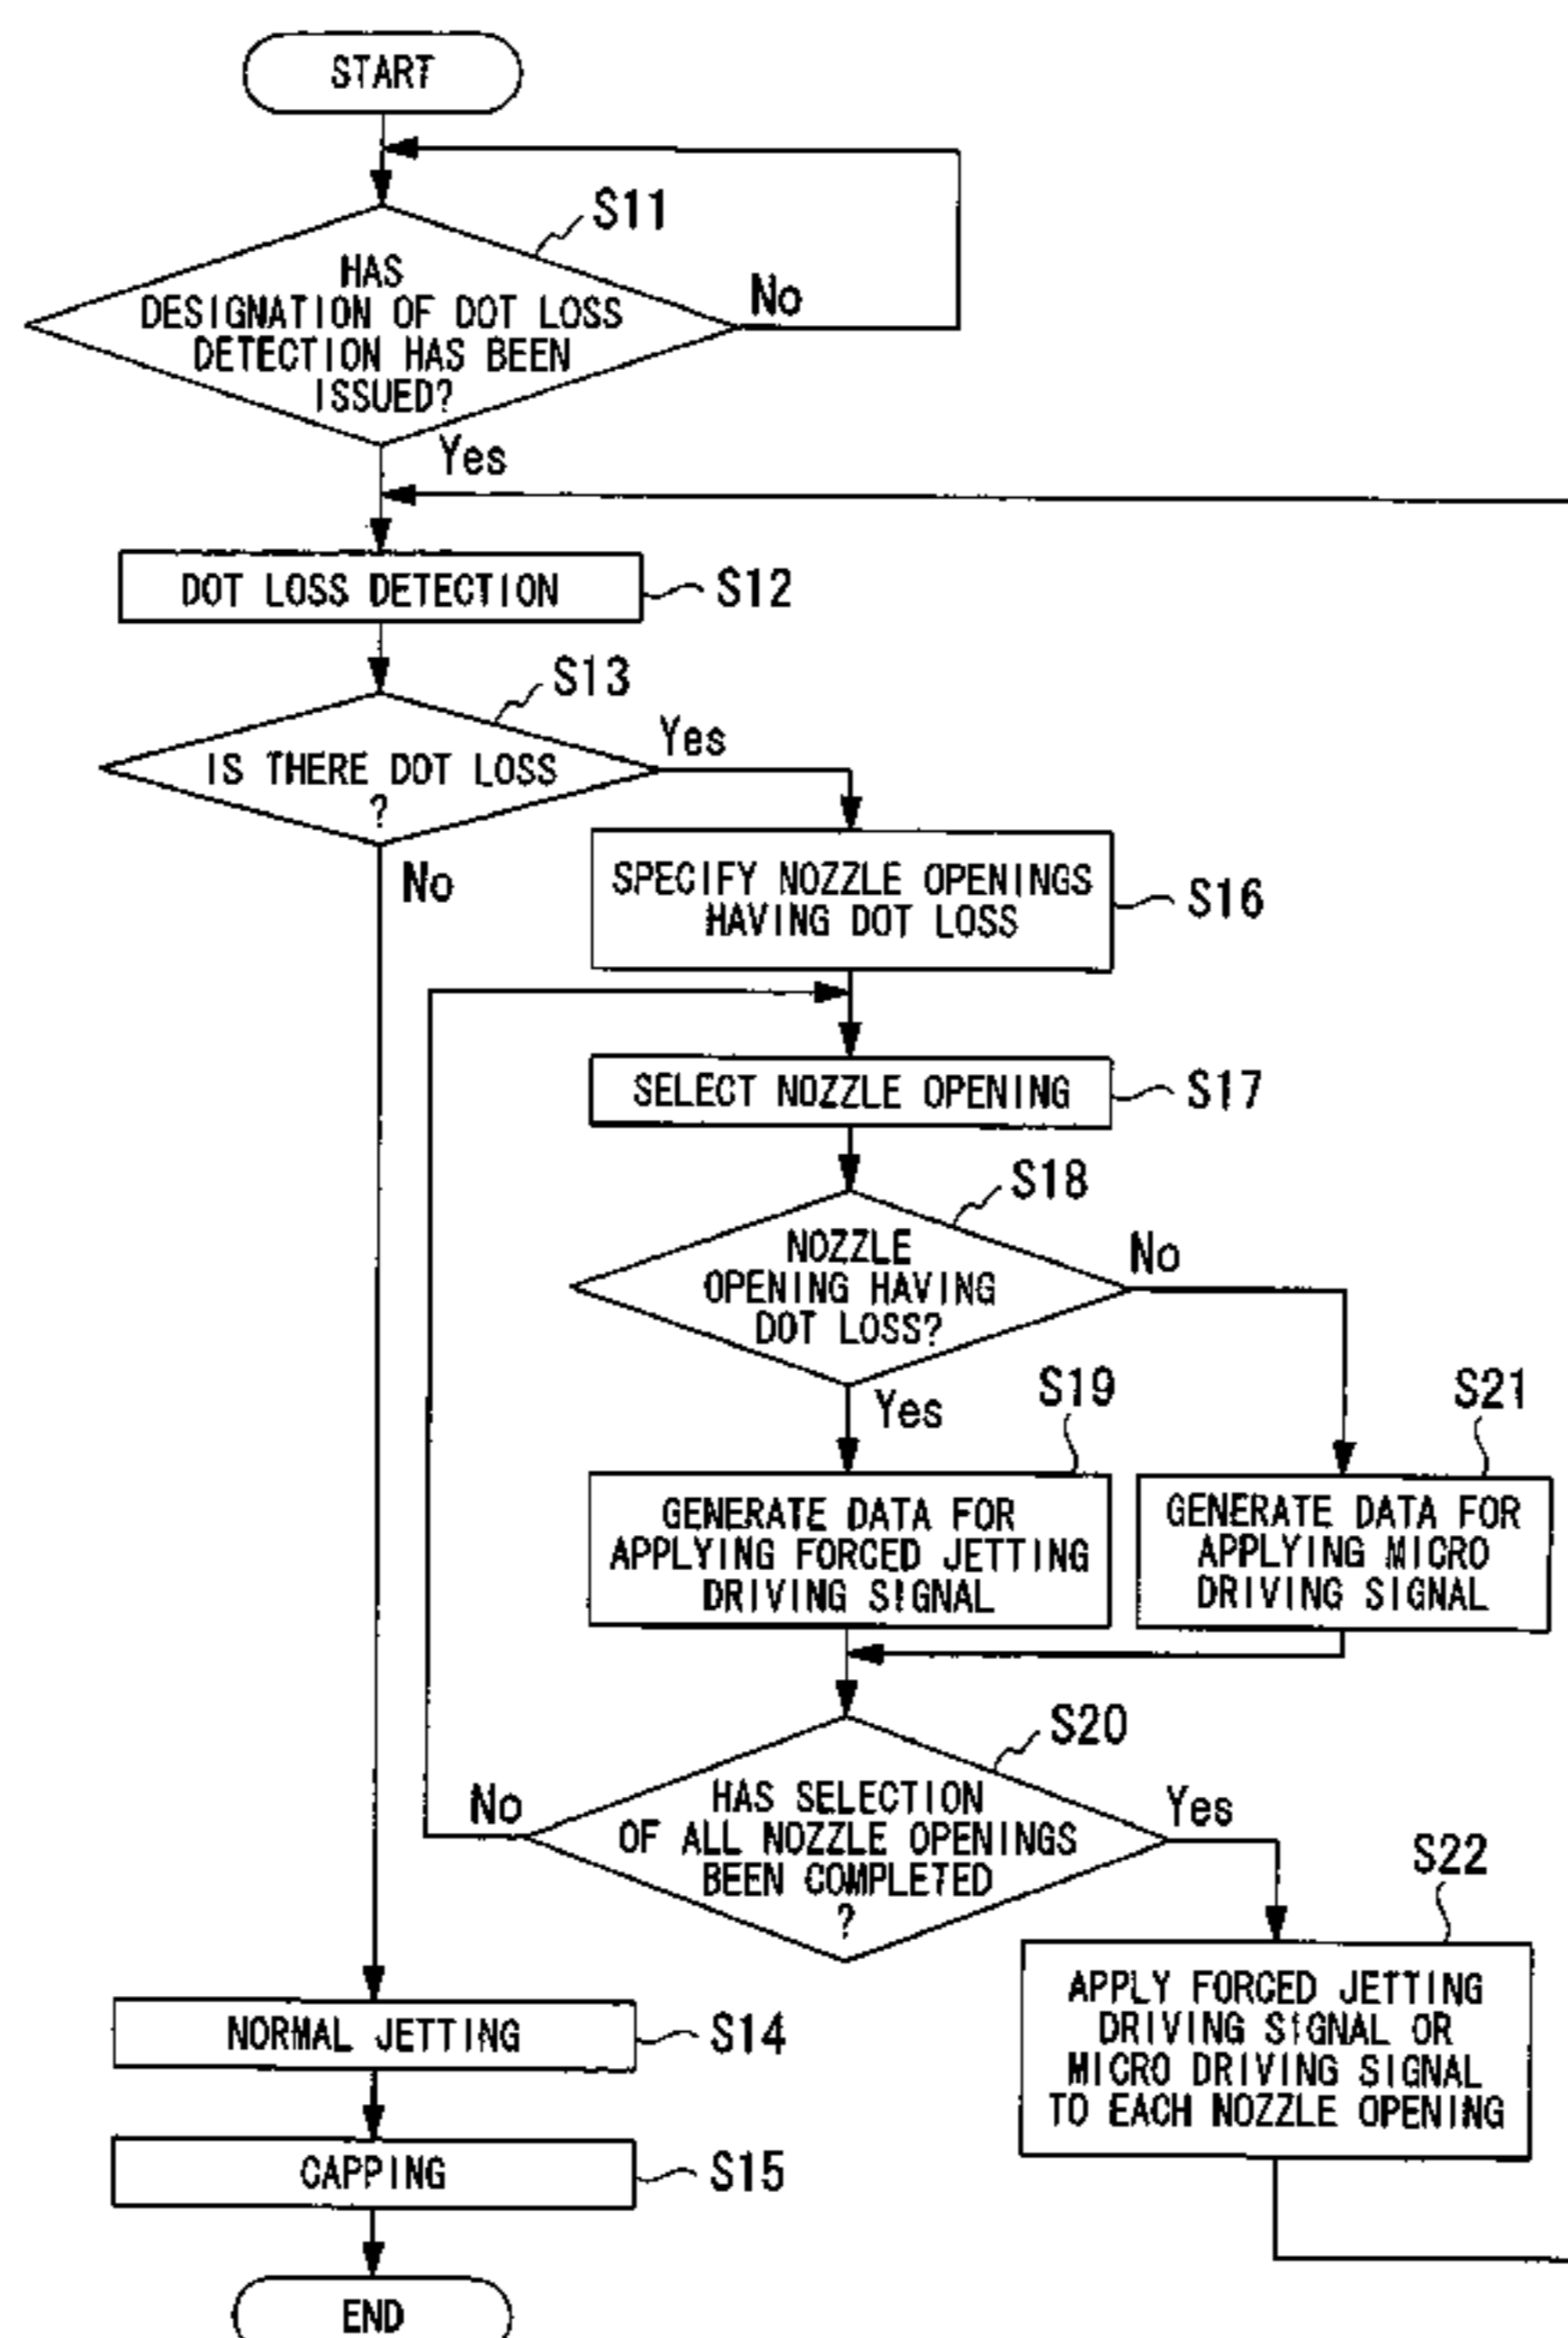 START
S11
HAS
DESIGNATION OF DOT LOSS
DETECTION HAS BEEN
ISSUED?
No
Yes
DOT LOSS DETECTION
S12
S13
IS THERE DOT LOSS
?
Yes
No
SPECIFY NOZZLE OPENINGS
HAVING DOT LOSS
S16
SELECT NOZZLE OPENING
S17
S18
NOZZLE
OPENING HAVING
DOT LOSS?
No
Yes
S19
GENERATE DATA FOR
APPLYING FORCED JETTING
DRIVING SIGNAL
S21
GENERATE DATA FOR
APPLYING MICRO
DRIVING SIGNAL
S20
HAS SELECTION
OF ALL NOZZLE OPENINGS
BEEN COMPLETED
?
No
Yes
S22
APPLY FORCED JETTING
DRIVING SIGNAL OR
MICRO DRIVING SIGNAL
TO EACH NOZZLE OPENING
NORMAL JETTING
S14
CAPPING
S15
END